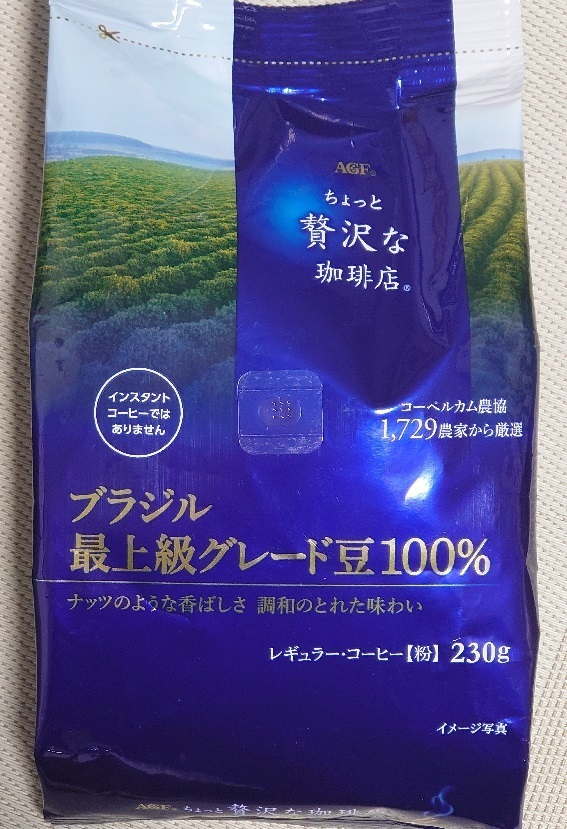 AGF®
ちょっと
贅沢な
珈琲店®
インスタント
コーヒーでは
ありません
コーペルカム農協
1,729農家から厳選
ブラジル
最上級グレード豆100%
ナッツのような香ばしさ 調和のとれた味わい
レギュラー・コーヒー【粉】 230g
イメージ写真
AGF ちょっと贅沢な珈琲